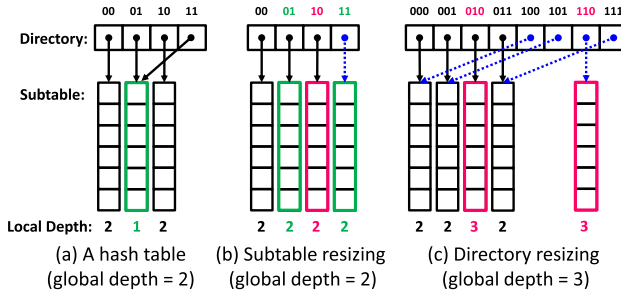 00 01 10 11 00 01 10 11 000 001 010 011 100 101 110 111
Directory:
Subtable:
Local Depth: 2 1 2 2 2 2 2 2 2 3 2 3
(a) A hash table (b) Subtable resizing (c) Directory resizing
(global depth = 2) (global depth = 2) (global depth = 3)